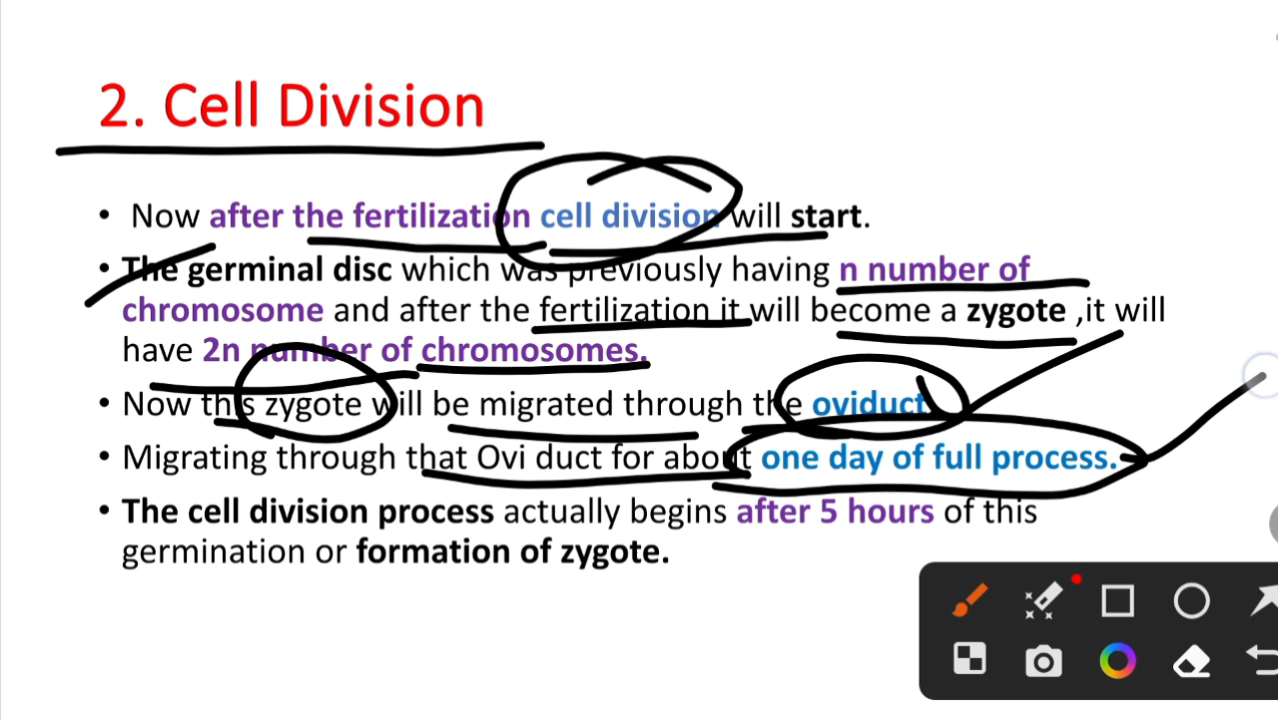 2. Cell Division
• Now after the fertilization cell division will start.
• The germinal disc which was previously having n number of
chromosome and after the fertilization it will become a zygote ,it will
have 2n number of chromosomes.
• Now this zygote will be migrated through the oviduct
• Migrating through that Ovi duct for about one day of full process.
• The cell division process actually begins after 5 hours of this
germination or formation of zygote.